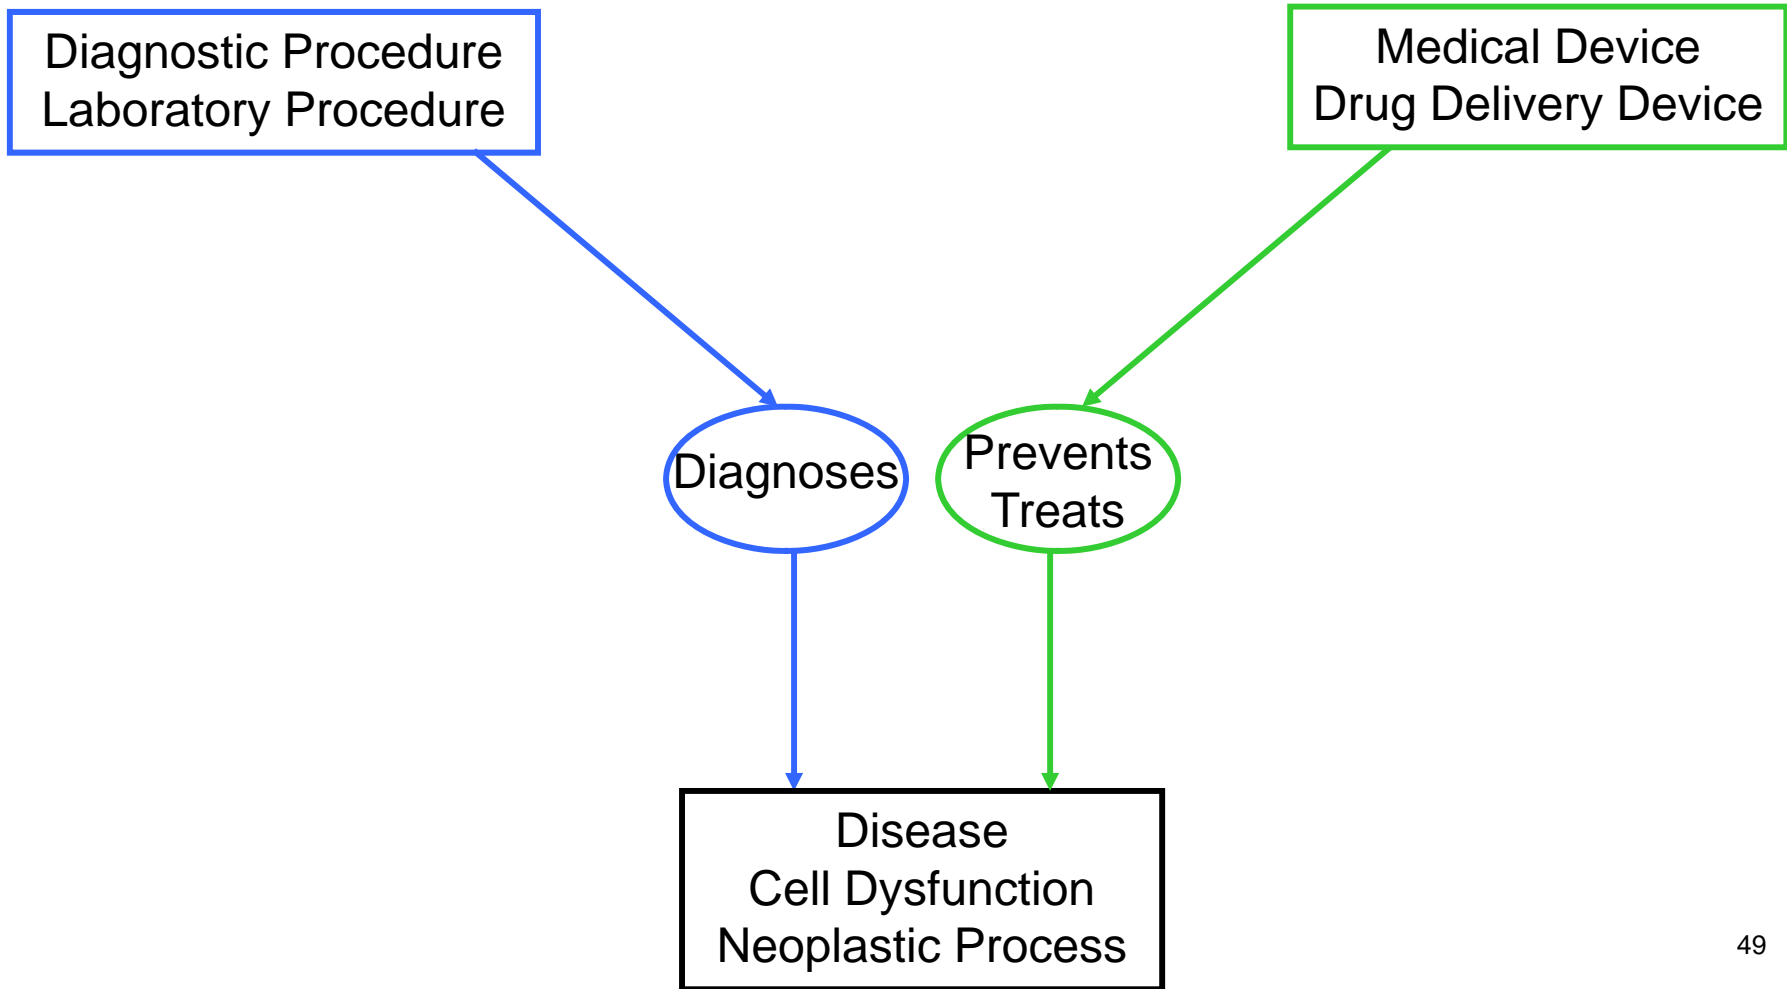 Diagnostic Procedure
Laboratory Procedure
Medical Device
Drug Delivery Device
Diagnoses
Prevents
Treats
Disease
Cell Dysfunction
Neoplastic Process
49